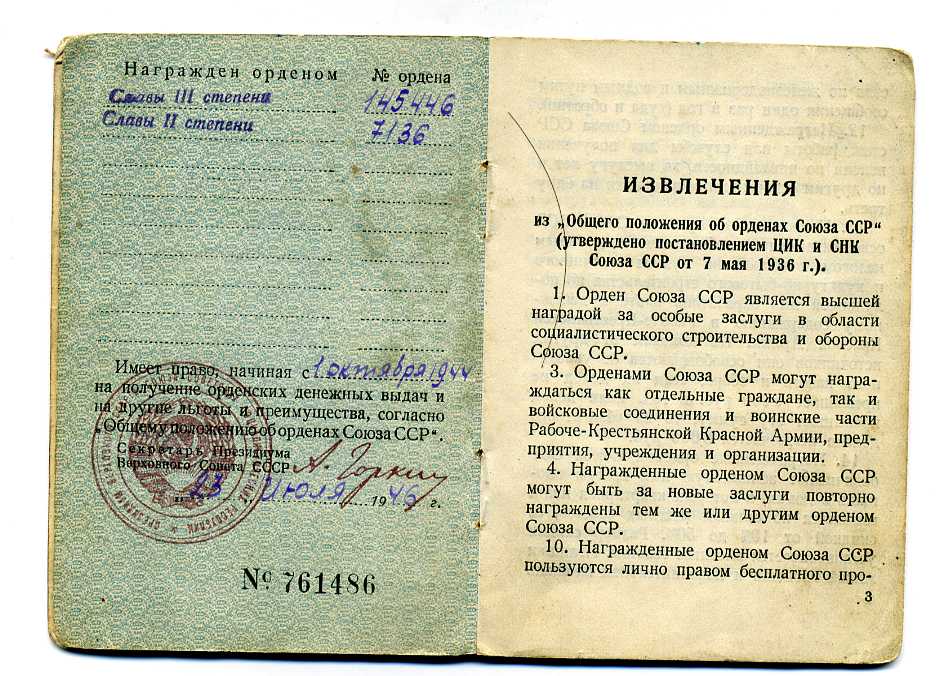 Награжден орденом № ордена
Славы III степени 145446
Славы II степени 7136
Имеет право, начиная с 1 октября 1944
на получение орденских денежных выдач и
на другие льготы и преимущества, согласно
"Общему положению об орденах Союза ССР".
Секретарь Президиума
Верховного Совета СССР А. Горкин
"23" Июля 1946 г.
№ 761486
ИЗВЛЕЧЕНИЯ
из „Общего положения об орденах Союза ССР“
(утверждено постановлением ЦИК и СНК
Союза ССР от 7 мая 1936 г.).
1. Орден Союза ССР является высшей
наградой за особые заслуги в области
социалистического строительства и обороны
Союза ССР.
3. Орденами Союза ССР могут награ-
ждаться как отдельные граждане, так и
войсковые соединения и воинские части
Рабоче-Крестьянской Красной Армии, пред-
приятия, учреждения и организации.
4. Награжденные орденом Союза ССР
могут быть за новые заслуги повторно
награждены тем же или другим орденом
Союза ССР.
10. Награжденные орденом Союза ССР
пользуются лично правом бесплатного про-
3